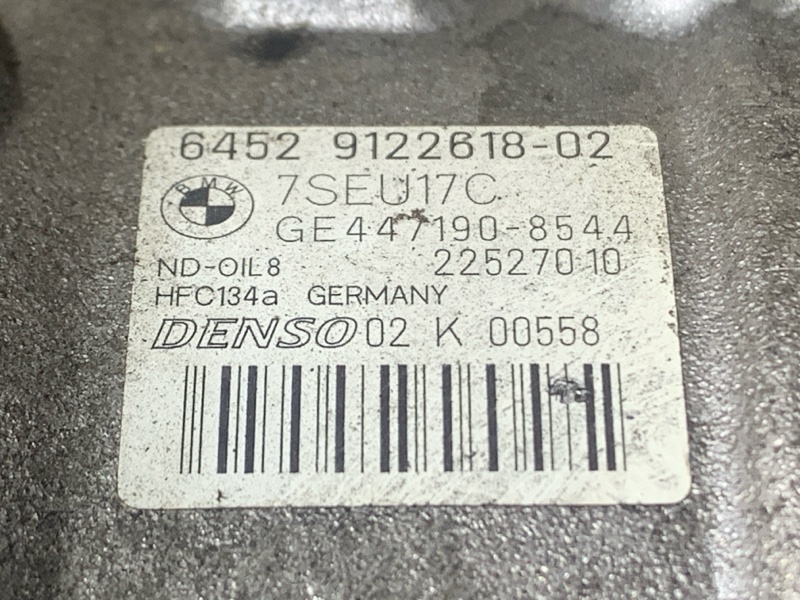 6452 9122618-02
BMW 7SEU17C
GE447190-8544
ND-OIL8 22527010
HFC134a GERMANY
DENSO 02 K 00558